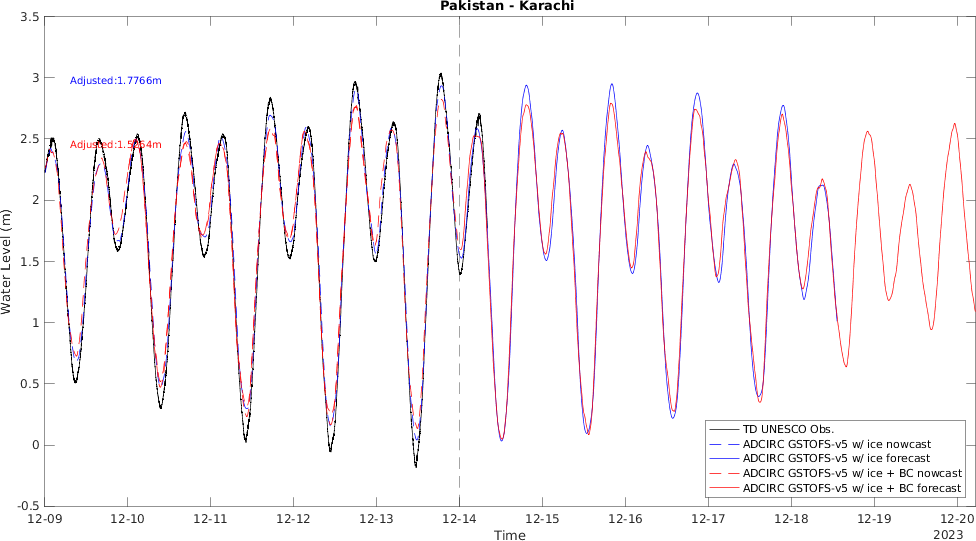 Pakistan - Karachi
3.5
3
2.5
2
1.5
1
0.5
0
-0.5
Water Level (m)
Adjusted:1.7766m
12-09
12-10
12-11
12-12
12-13
12-14
12-15
12-16
12-17
12-18
12-19
12-20
2023
Time
TD UNESCO Obs.
ADCIRC GSTOFS-v5 w/ ice nowcast
ADCIRC GSTOFS-v5 w/ ice forecast
ADCIRC GSTOFS-v5 w/ ice + BC nowcast
ADCIRC GSTOFS-v5 w/ ice + BC forecast